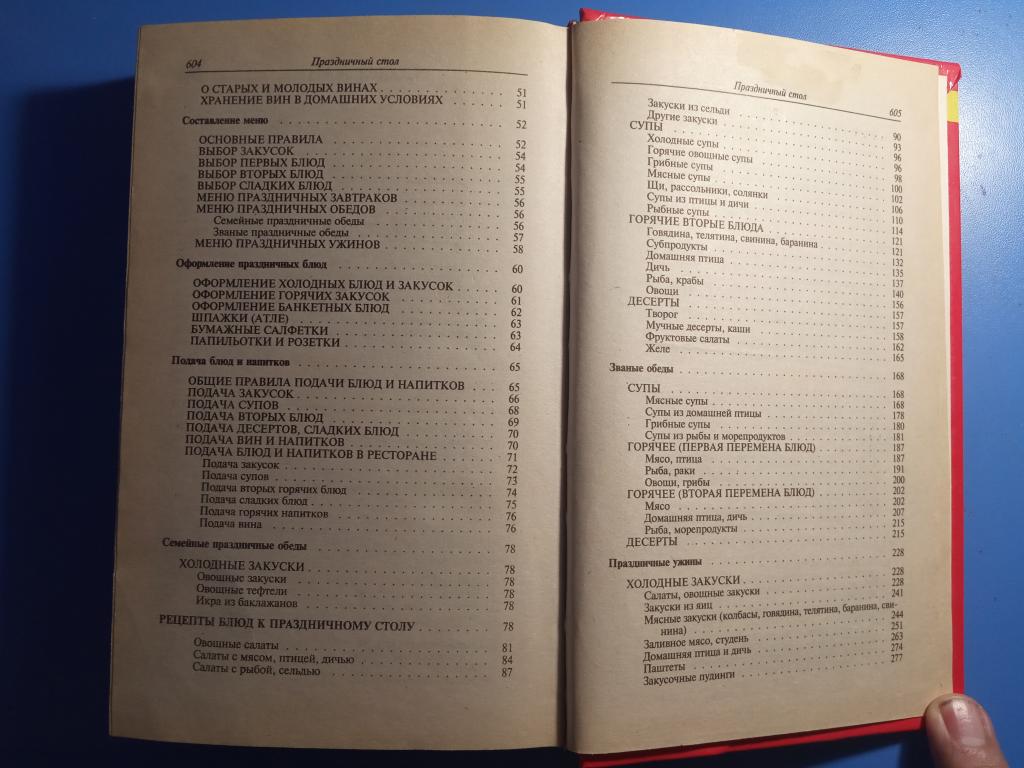 604 Праздничный стол
О СТАРЫХ И МОЛОДЫХ ВИНАХ . . . 51
ХРАНЕНИЕ ВИН В ДОМАШНИХ УСЛОВИЯХ . . . 51
Составление меню . . . 52
ОСНОВНЫЕ ПРАВИЛА . . . 52
ВЫБОР ЗАКУСОК . . . 54
ВЫБОР ПЕРВЫХ БЛЮД . . . 54
ВЫБОР ВТОРЫХ БЛЮД . . . 55
ВЫБОР СЛАДКИХ БЛЮД . . . 55
МЕНЮ ПРАЗДНИЧНЫХ ЗАВТРАКОВ . . . 56
МЕНЮ ПРАЗДНИЧНЫХ ОБЕДОВ . . . 56
Семейные праздничные обеды . . . 56
Званые праздничные обеды . . . 57
МЕНЮ ПРАЗДНИЧНЫХ УЖИНОВ . . . 58
Оформление праздничных блюд . . . 60
ОФОРМЛЕНИЕ ХОЛОДНЫХ БЛЮД И ЗАКУСОК . . . 60
ОФОРМЛЕНИЕ ГОРЯЧИХ ЗАКУСОК . . . 61
ОФОРМЛЕНИЕ БАНКЕТНЫХ БЛЮД . . . 62
ШПАЖКИ (АТЛЕ) . . . 63
БУМАЖНЫЕ САЛФЕТКИ . . . 63
ПАПИЛЬОТКИ И РОЗЕТКИ . . . 64
Подача блюд и напитков . . . 65
ОБЩИЕ ПРАВИЛА ПОДАЧИ БЛЮД И НАПИТКОВ . . . 65
ПОДАЧА ЗАКУСОК . . . 66
ПОДАЧА СУПОВ . . . 68
ПОДАЧА ВТОРЫХ БЛЮД . . . 69
ПОДАЧА ДЕСЕРТОВ, СЛАДКИХ БЛЮД . . . 70
ПОДАЧА ВИН И НАПИТКОВ . . . 70
ПОДАЧА БЛЮД И НАПИТКОВ В РЕСТОРАНЕ . . . 71
Подача закусок . . . 72
Подача супов . . . 73
Подача вторых горячих блюд . . . 74
Подача сладких блюд . . . 75
Подача горячих напитков . . . 76
Подача вина . . . 76
Семейные праздничные обеды . . . 78
ХОЛОДНЫЕ ЗАКУСКИ . . . 78
Овощные закуски . . . 78
Овощные тефтели . . . 78
Икра из баклажанов . . . 78
РЕЦЕПТЫ БЛЮД К ПРАЗДНИЧНОМУ СТОЛУ . . . 78
Овощные салаты . . . 81
Салаты с мясом, птицей, дичью . . . 84
Салаты с рыбой, сельдью . . . 87
Праздничный стол 605
Закуски из сельди . . . 90
Другие закуски . . . 93
СУПЫ . . . 96
Холодные супы . . . 96
Горячие овощные супы . . . 98
Грибные супы . . . 100
Мясные супы . . . 102
Щи, рассольники, солянки . . . 106
Супы из птицы и дичи . . . 110
Рыбные супы . . . 114
ГОРЯЧИЕ ВТОРЫЕ БЛЮДА . . . 121
Говядина, телятина, свинина, баранина . . . 121
Субпродукты . . . 132
Домашняя птица . . . 135
Дичь . . . 137
Рыба, крабы . . . 140
Овощи . . . 156
ДЕСЕРТЫ . . . 157
Творог . . . 157
Мучные десерты, каши . . . 158
Фруктовые салаты . . . 162
Желе . . . 165
Званые обеды . . . 168
СУПЫ . . . 168
Мясные супы . . . 168
Супы из домашней птицы . . . 178
Грибные супы . . . 180
Супы из рыбы и морепродуктов . . . 181
ГОРЯЧЕЕ (ПЕРВАЯ ПЕРЕМЕНА БЛЮД) . . . 187
Мясо, птица . . . 187
Рыба, раки . . . 191
Овощи, грибы . . . 200
ГОРЯЧЕЕ (ВТОРАЯ ПЕРЕМЕНА БЛЮД) . . . 202
Мясо . . . 202
Домашняя птица, дичь . . . 207
Рыба, морепродукты . . . 215
ДЕСЕРТЫ . . . 215
Праздничные ужины . . . 228
ХОЛОДНЫЕ ЗАКУСКИ . . . 228
Салаты, овощные закуски . . . 228
Закуски из яиц . . . 241
Мясные закуски (колбасы, говядина, телятина, баранина, сви-
нина) . . . 244
Заливное мясо, студень . . . 251
Домашняя птица и дичь . . . 263
Паштеты . . . 274
Закусочные пудинги . . . 277